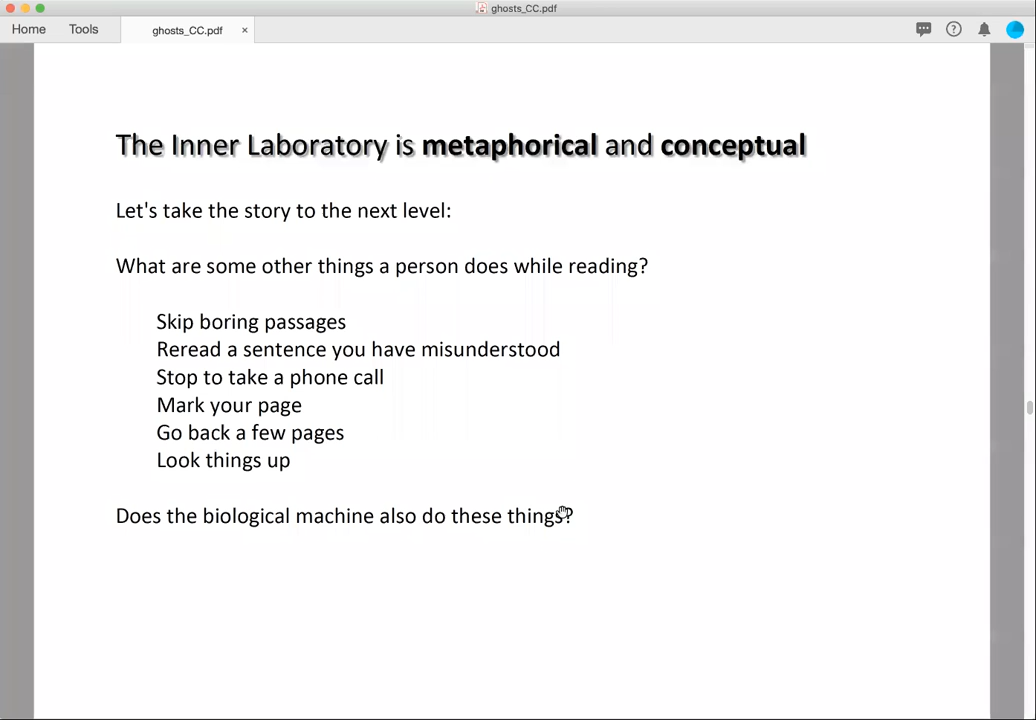 ghosts_CC.pdf
Home Tools ghosts_CC.pdf ×
The Inner Laboratory is metaphorical and conceptual
Let's take the story to the next level:
What are some other things a person does while reading?
Skip boring passages
Reread a sentence you have misunderstood
Stop to take a phone call
Mark your page
Go back a few pages
Look things up
Does the biological machine also do these things?